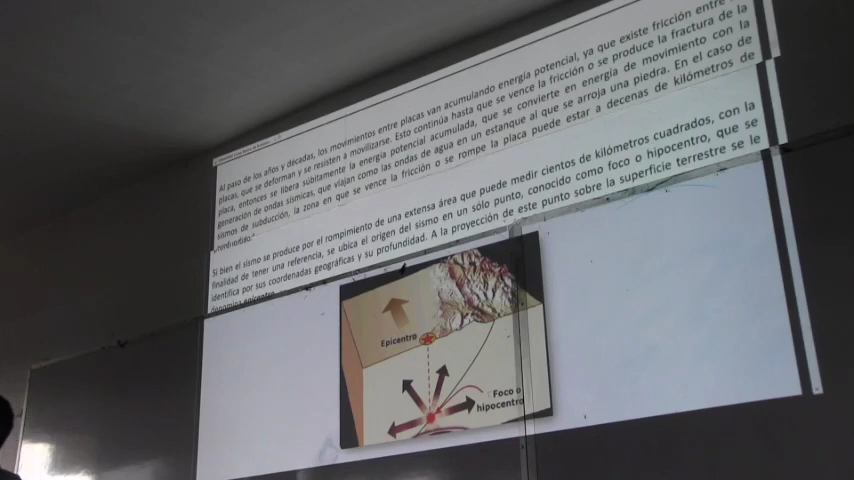 Al paso de los años y décadas, los movimientos entre placas van acumulando energía potencial, ya que existe fricción entre
placas, que se deforman y se resisten a movilizarse. Esto continúa hasta que se vence la fricción o se produce la fractura de la
placa, entonces se libera súbitamente la energía potencial acumulada, que se convierte en energía de movimiento con la
generación de ondas sísmicas, que viajan como las ondas de agua en un estanque al que se arroja una piedra. En el caso de
sismos de subducción, la zona en que se vence la fricción o se rompe la placa puede estar a decenas de kilómetros de
profundidad.
Si bien el sismo se produce por el rompimiento de una extensa área que puede medir cientos de kilómetros cuadrados, con la
finalidad de tener una referencia, se ubica el origen del sismo en un sólo punto, conocido como foco o hipocentro, que se
identifica por sus coordenadas geográficas y su profundidad. A la proyección de este punto sobre la superficie terrestre se le
denomina epicentro
Epicentro
Foco o
hipocentro